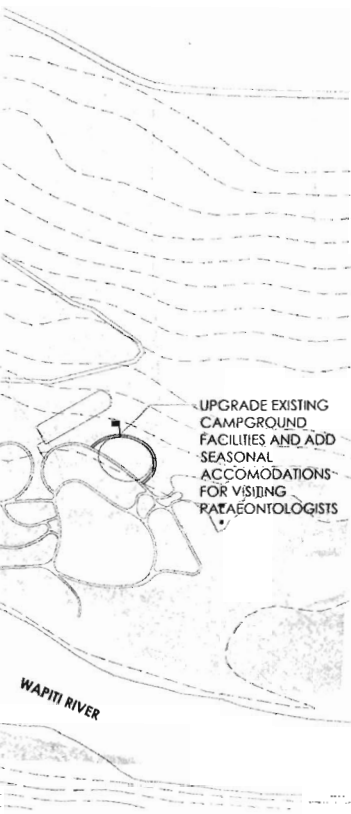 UPGRADE EXISTING
CAMPGROUND
FACILITIES AND ADD
SEASONAL
ACCOMODATIONS
FOR VISITING
PALAEONTOLOGISTS
WAPITI RIVER